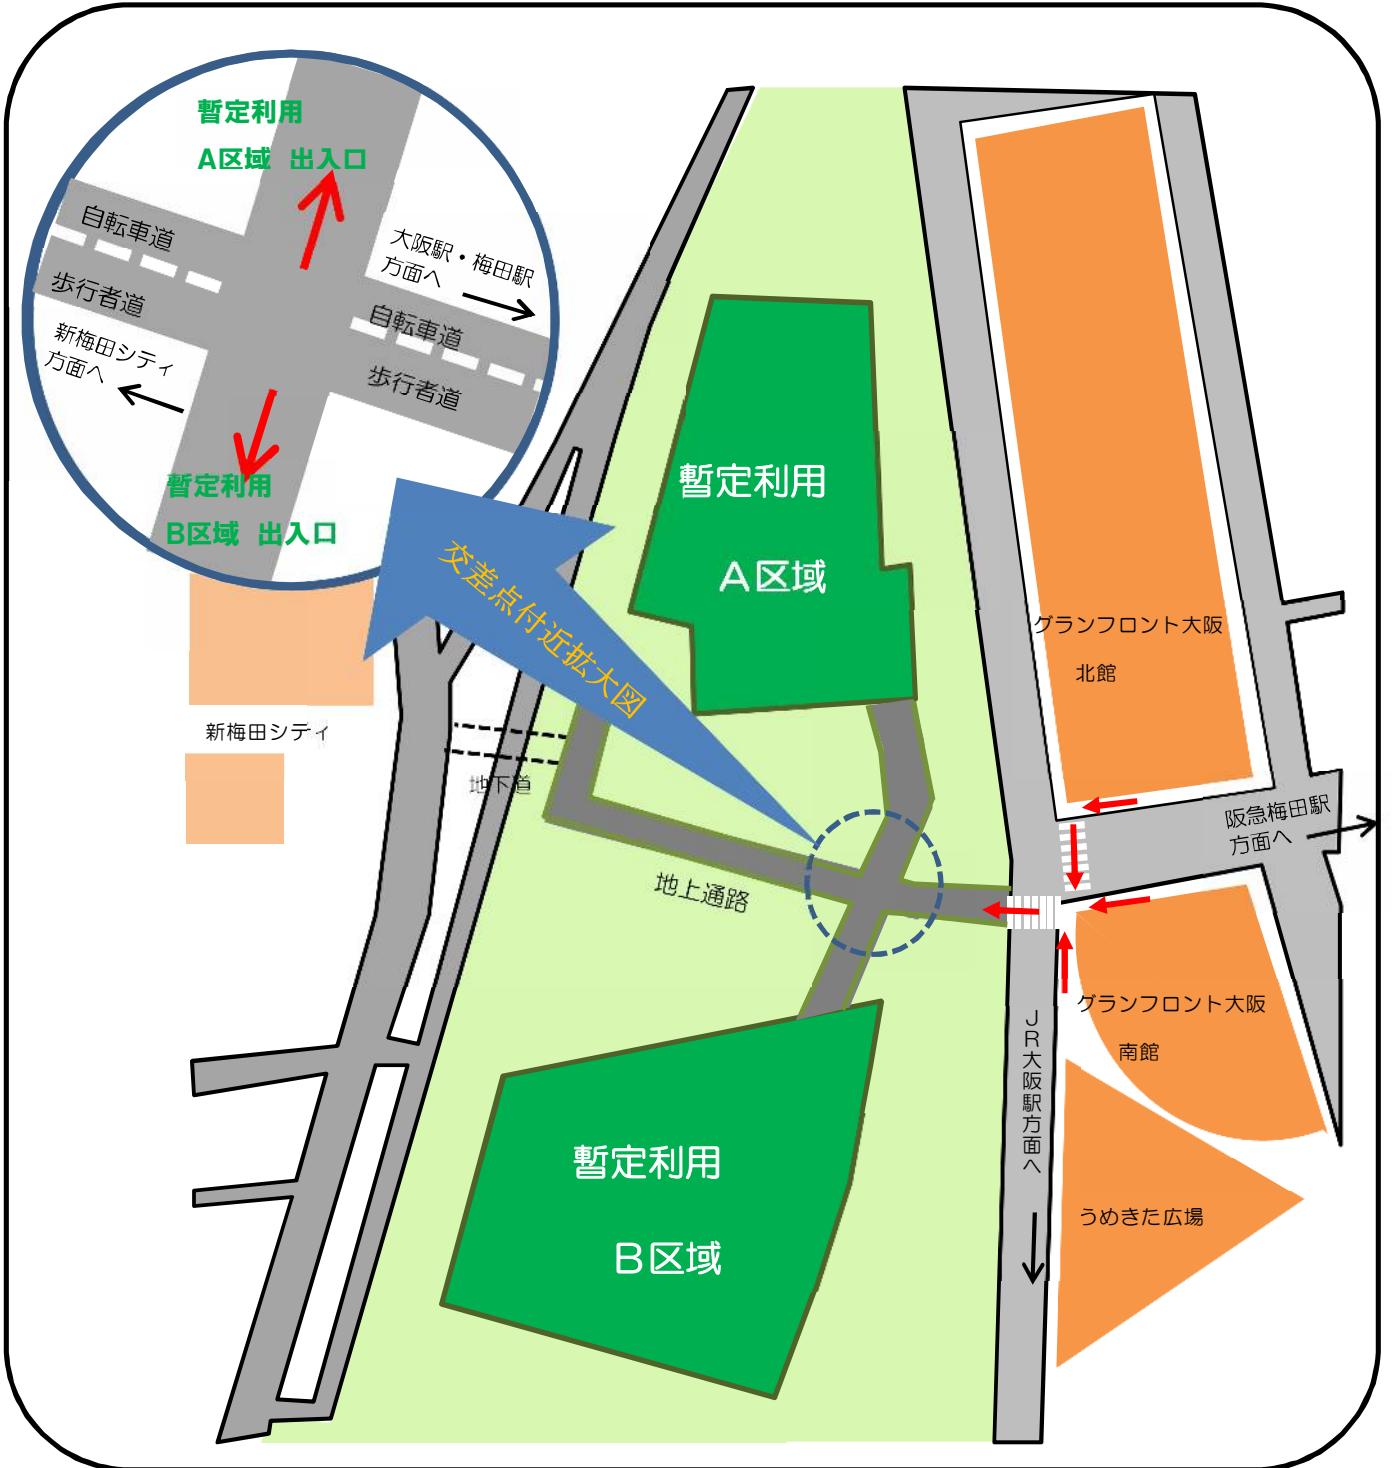 暫定利用
A区域 出入口
自転車道
歩行者道
大阪駅・梅田駅
方面へ
自転車道
歩行者道
新梅田シティ
方面へ
暫定利用
B区域 出入口
交差点付近拡大図
暫定利用
A区域
グランフロント大阪
北館
新梅田シティ
地下道
地上通路
阪急梅田駅
方面へ
グランフロント大阪
南館
JR大阪駅方面へ
暫定利用
B区域
うめきた広場